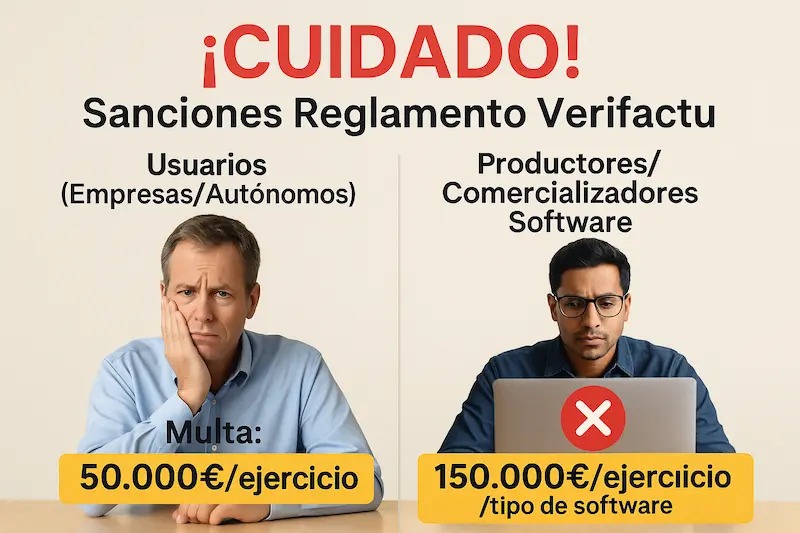 ¡CUIDADO!
Sanciones Reglamento Verifactu
Usuarios
(Empresas/Autónomos)
Multa:
50.000€/ejercicio
Productores/
Comercializadores
Software
150.000€/ejerciicio
/tipo de software